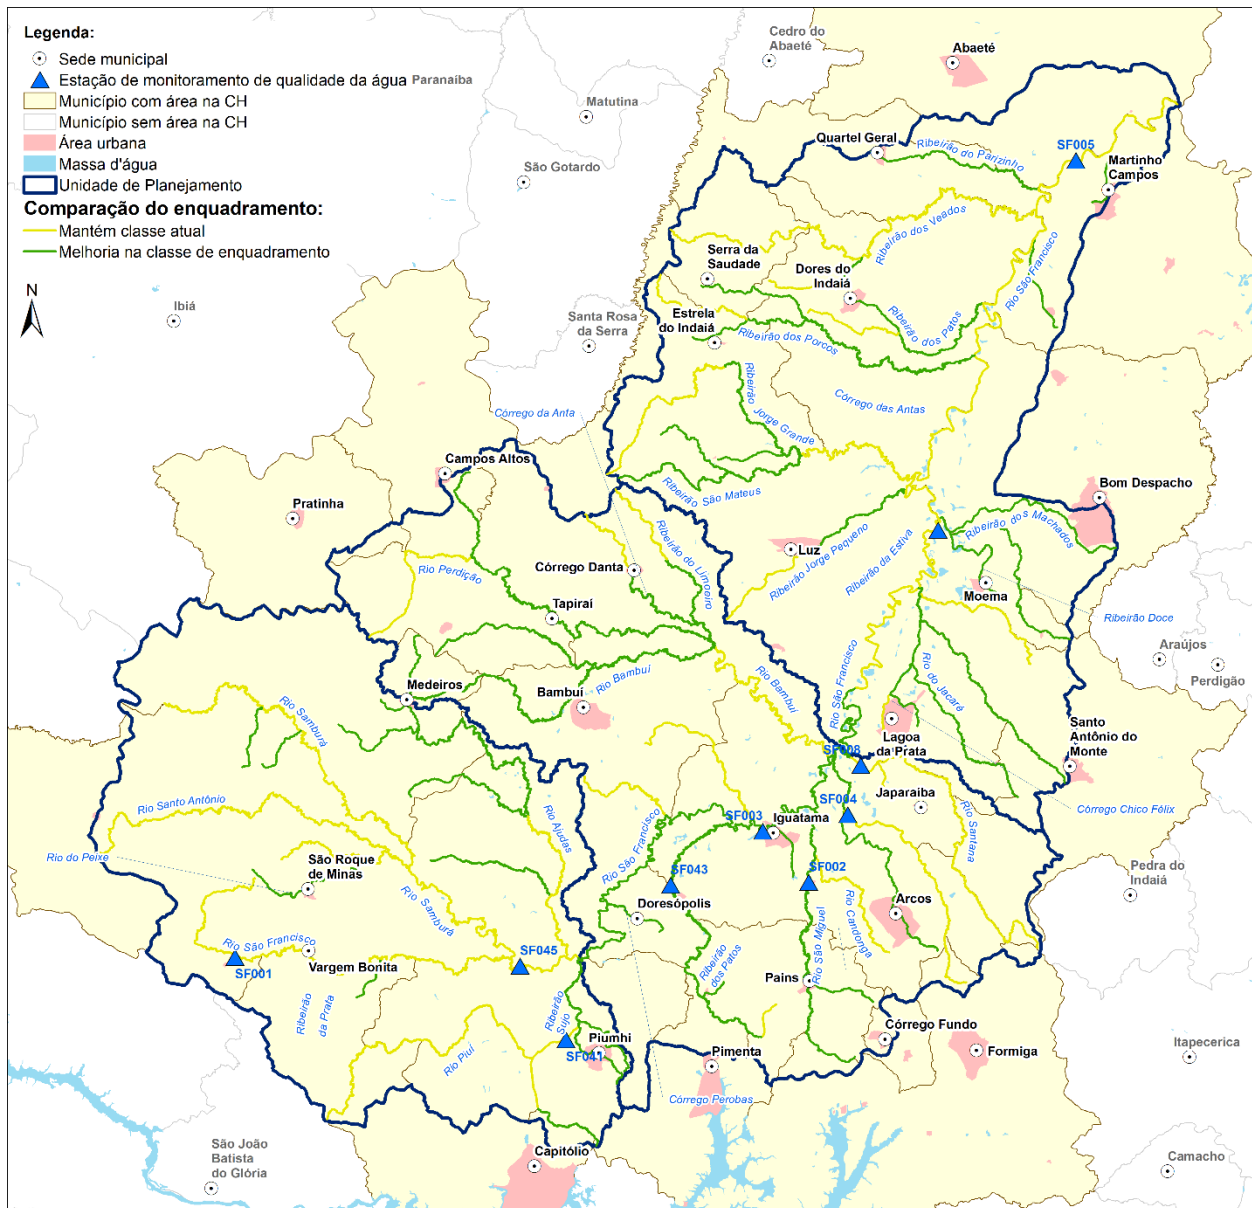 Legenda:
Sede municipal
Estação de monitoramento de qualidade da água
Município com área na CH
Município sem área na CH
Área urbana
Massa d'água
Unidade de Planejamento
Comparação do enquadramento:
Mantém classe atual
Melhoria na classe de enquadramento
N
Paranaíba
Cedro do
Abaeté
Abaeté
Matutina
São Gotardo
Quartel Geral
Ribeirão do Parizinho
SF005
Martinho
Campos
Ribeirão dos Veados
Serra da
Saudade
Dores do
Indaiá
Rio São Francisco
Ibiá
Santa Rosa
da Serra
Estrela
do Indaiá
Ribeirão dos Porcos
Ribeirão dos Patos
Ribeirão
Jorge Grande
Córrego das Antas
Córrego da Anta
Campos Altos
Ribeirão São Mateus
Pratinha
Bom Despacho
Ribeirão dos Machados
Luz
Ribeirão Jorge Pequeno
Ribeirão da Estiva
Ribeirão do Limoeiro
Rio Perdição
Córrego Danta
Moema
Tapiraí
Ribeirão Doce
Araújos
Perdigão
Medeiros
Bambuí
Rio Bambuí
Rio Bambuí
Rio São Francisco
Rio do Jacaré
Rio Samburá
Lagoa
da Prata
Santo
Antônio do
Monte
SF008
Rio Santo Antônio
Rio Ajudas
SF004
Japaraiba
Rio Santana
Córrego Chico Félix
Rio São Francisco
SF003
Iguatama
Rio do Peixe
São Roque
de Minas
SF043
SF002
Pedra do
Indaiá
Rio Samburá
Doresópolis
Rio São Miguel
Rio Candonga
Arcos
Rio São Francisco
SF001
Vargem Bonita
SF045
Ribeirão
dos Patos
Pains
Ribeirão
da Prata
Ribeirão
Sujo
Piumhi
SF041
Rio Piuí
Pimenta
Córrego Fundo
Formiga
Itapecerica
Córrego Perobas
São João
Batista
do Glória
Capitólio
Camacho